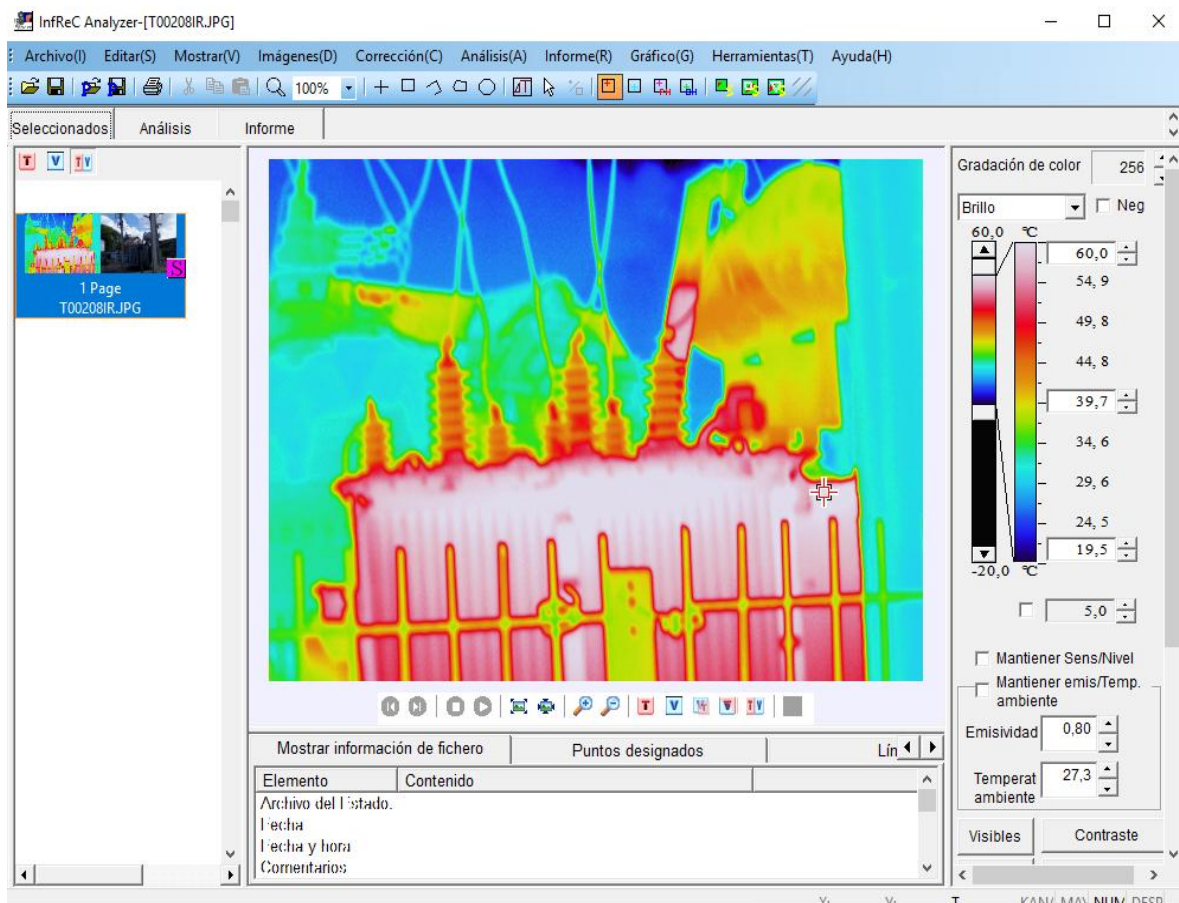 InfReC Analyzer-[T00208IR.JPG]
Archivo(I) Editar(S) Mostrar(V) Imágenes(D) Corrección(C) Análisis(A) Informe(R) Gráfico(G) Herramientas(T) Ayuda(H)
100%
Seleccionados Análisis Informe
T V TV
S
1 Page
T00208IR.JPG
Gradación de color 256
Brillo Neg
60,0 °C
60,0
54,9
49,8
44,8
39,7
34,6
29,6
24,5
19,5
-20,0 °C
5,0
Mantiener Sens/Nivel
Mantiener emis/Temp.
ambiente
Emisividad 0,80
Temperat 27,3
ambiente
Visibles Contraste
Mostrar información de fichero Puntos designados Lín
Elemento Contenido
Archivo del Estado.
Fecha
Fecha y hora
Comentarios
NUM